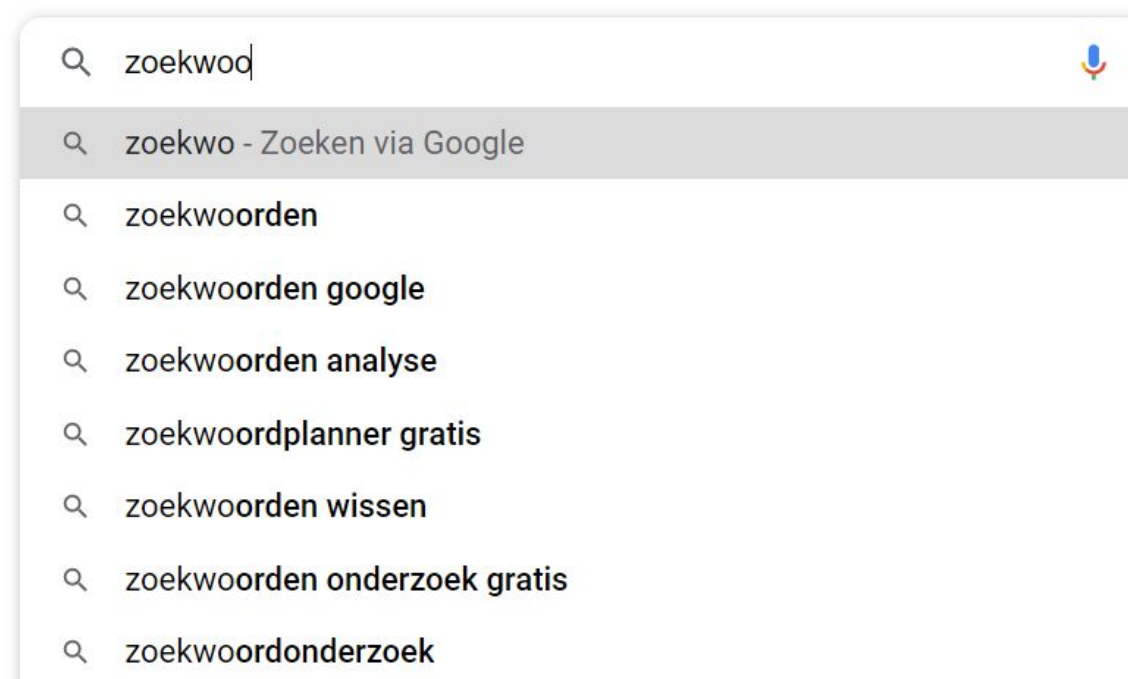 zoekwoo
zoekwo - Zoeken via Google
zoekwoorden
zoekwoorden google
zoekwoorden analyse
zoekwoordplanner gratis
zoekwoorden wissen
zoekwoorden onderzoek gratis
zoekwoordonderzoek